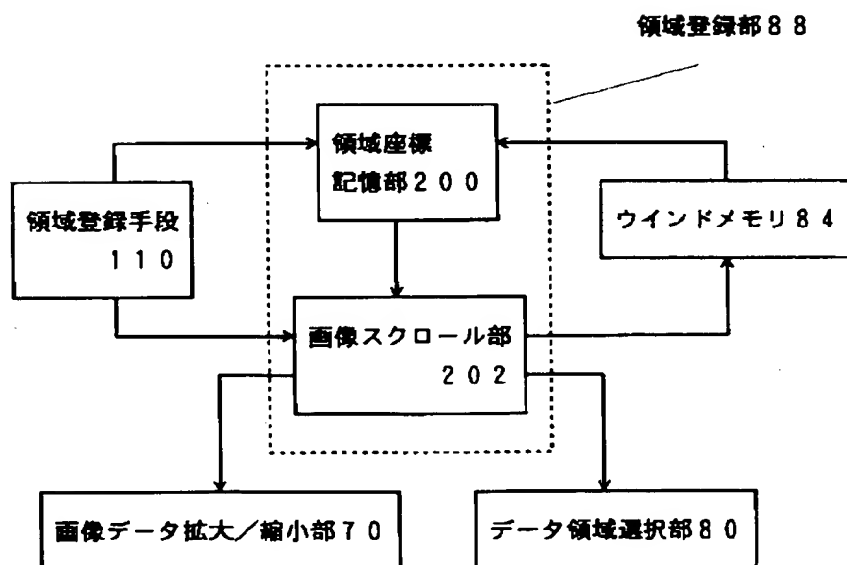 領域登録部88
領域座標
記憶部200
領域登録手段
110
ウインドメモリ84
画像スクロール部
202
画像データ拡大／縮小部70
データ領域選択部80